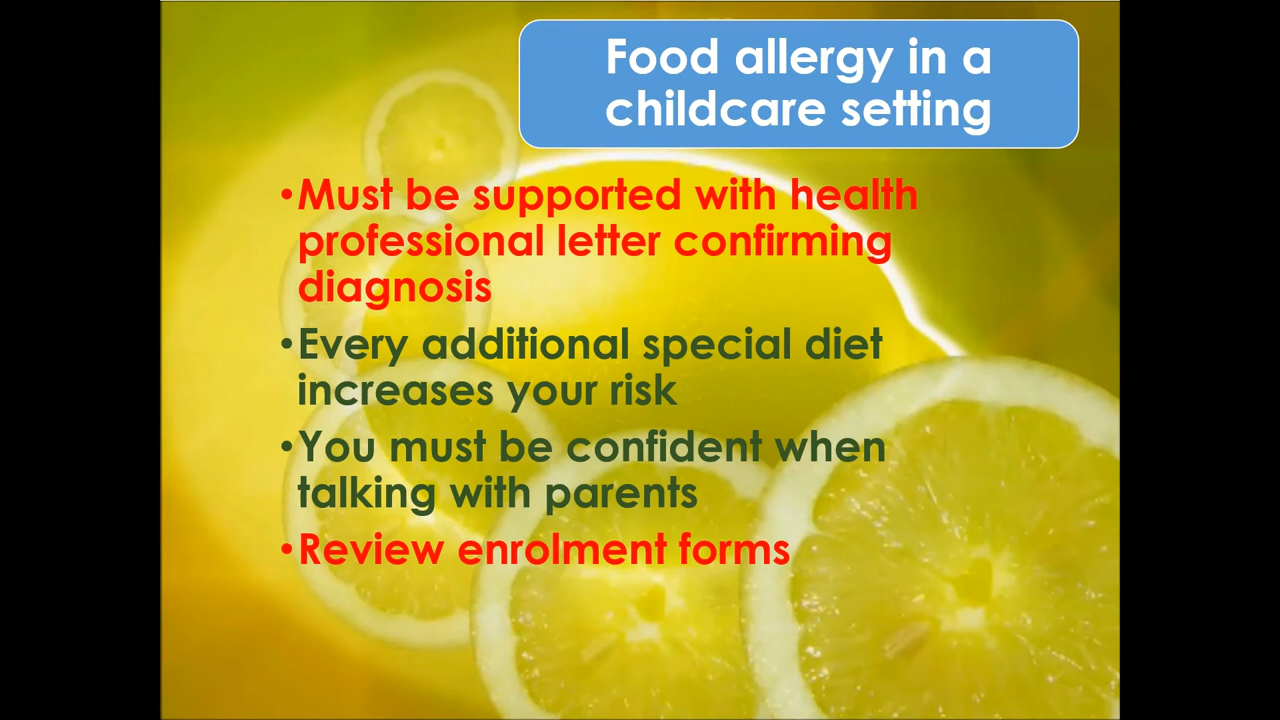 Food allergy in a
childcare setting
•Must be supported with health
professional letter confirming
diagnosis
•Every additional special diet
increases your risk
•You must be confident when
talking with parents
•Review enrolment forms